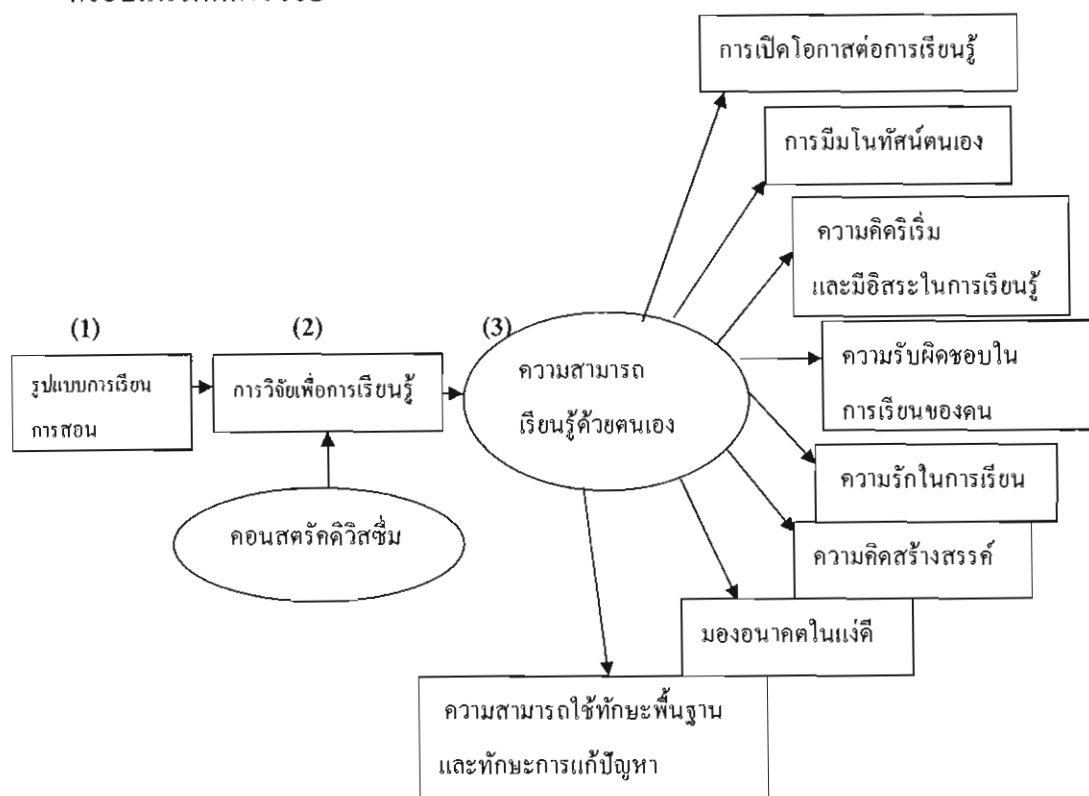 การเปิดโอกาสต่อการเรียนรู้
การมีมโนทัศน์ตนเอง
ความคิดริเริ่ม
และมีอิสระในการเรียนรู้
(1)
(2)
(3)
รูปแบบการเรียน
การสอน
การวิจัยเพื่อการเรียนรู้
ความสามารถ
เรียนรู้ด้วยตนเอง
ความรับผิดชอบใน
การเรียนของตน
ความรักในการเรียน
คอนสตรัคติวิสซึ่ม
ความคิดสร้างสรรค์
มองอนาคตในแง่ดี
ความสามารถใช้ทักษะพื้นฐาน
และทักษะการแก้ปัญหา